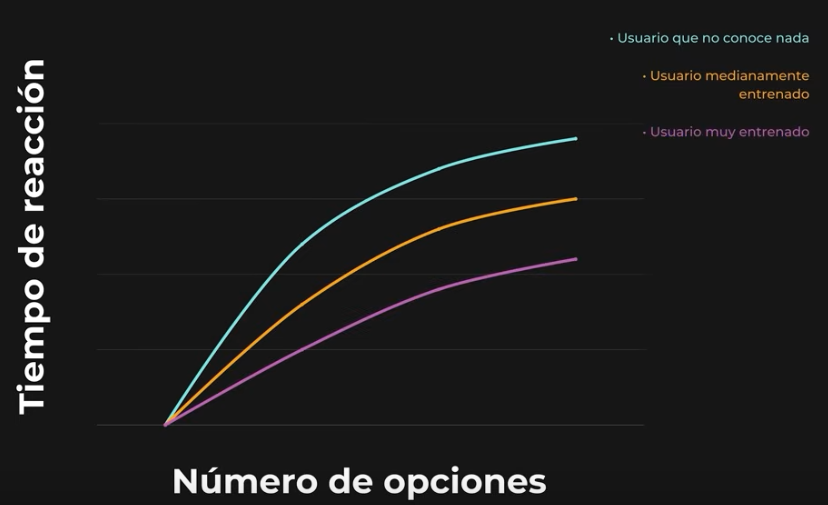 • Usuario que no conoce nada
• Usuario medianamente
entrenado
• Usuario muy entrenado
Tiempo de reacción
Número de opciones